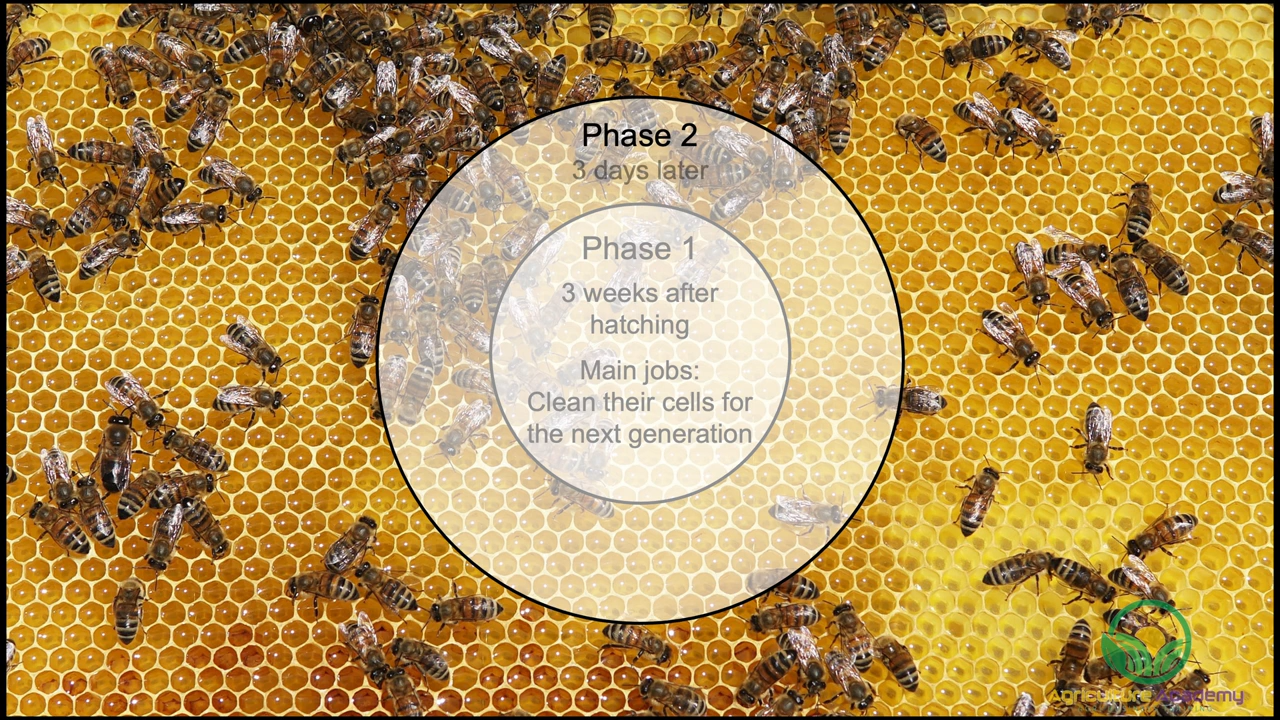 Phase 2
3 days later
Phase 1
3 weeks after
hatching
Main jobs:
Clean their cells for
the next generation
Agriculture Academy